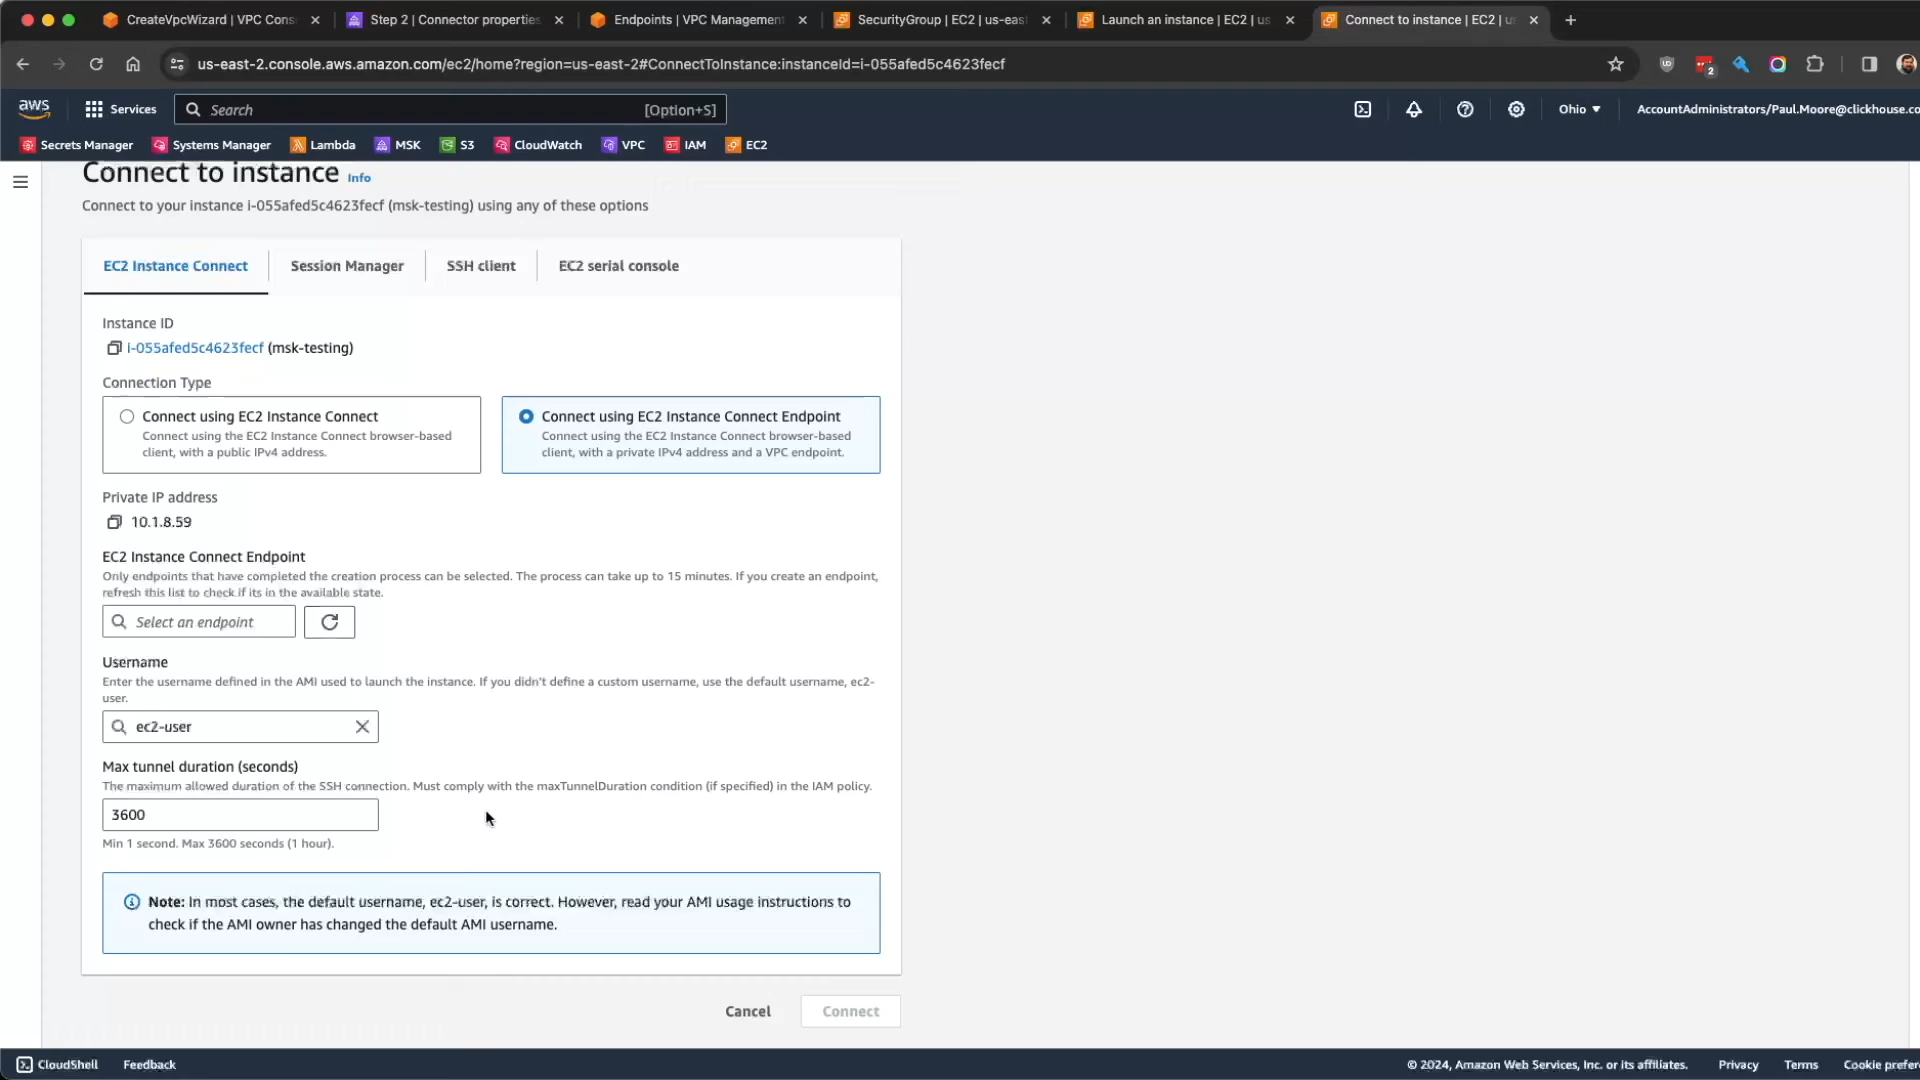 CreateVpcWizard | VPC Cons
Step 2 | Connector properties
Endpoints | VPC Management
SecurityGroup | EC2 | us-eas
Launch an instance | EC2 | us
Connect to instance | EC2 | u
us-east-2.console.aws.amazon.com/ec2/home?region=us-east-2#ConnectToInstance:instanceId=i-055afed5c4623fecf
2
aws
Services
Search
[Option+S]
Ohio
AccountAdministrators/Paul.Moore@clickhouse.co
Secrets Manager
Systems Manager
Lambda
MSK
S3
CloudWatch
VPC
IAM
EC2
Connect to instance Info
Connect to your instance i-055afed5c4623fecf (msk-testing) using any of these options
EC2 Instance Connect
Session Manager
SSH client
EC2 serial console
Instance ID
i-055afed5c4623fecf (msk-testing)
Connection Type
Connect using EC2 Instance Connect
Connect using the EC2 Instance Connect browser-based
client, with a public IPv4 address.
Connect using EC2 Instance Connect Endpoint
Connect using the EC2 Instance Connect browser-based
client, with a private IPv4 address and a VPC endpoint.
Private IP address
10.1.8.59
EC2 Instance Connect Endpoint
Only endpoints that have completed the creation process can be selected. The process can take up to 15 minutes. If you create an endpoint,
refresh this list to check if its in the available state.
Select an endpoint
Username
Enter the username defined in the AMI used to launch the instance. If you didn't define a custom username, use the default username, ec2-
user.
ec2-user
Max tunnel duration (seconds)
The maximum allowed duration of the SSH connection. Must comply with the maxTunnelDuration condition (if specified) in the IAM policy.
3600
Min 1 second. Max 3600 seconds (1 hour).
Note: In most cases, the default username, ec2-user, is correct. However, read your AMI usage instructions to
check if the AMI owner has changed the default AMI username.
Cancel
Connect
CloudShell
Feedback
© 2024, Amazon Web Services, Inc. or its affiliates.
Privacy
Terms
Cookie prefer